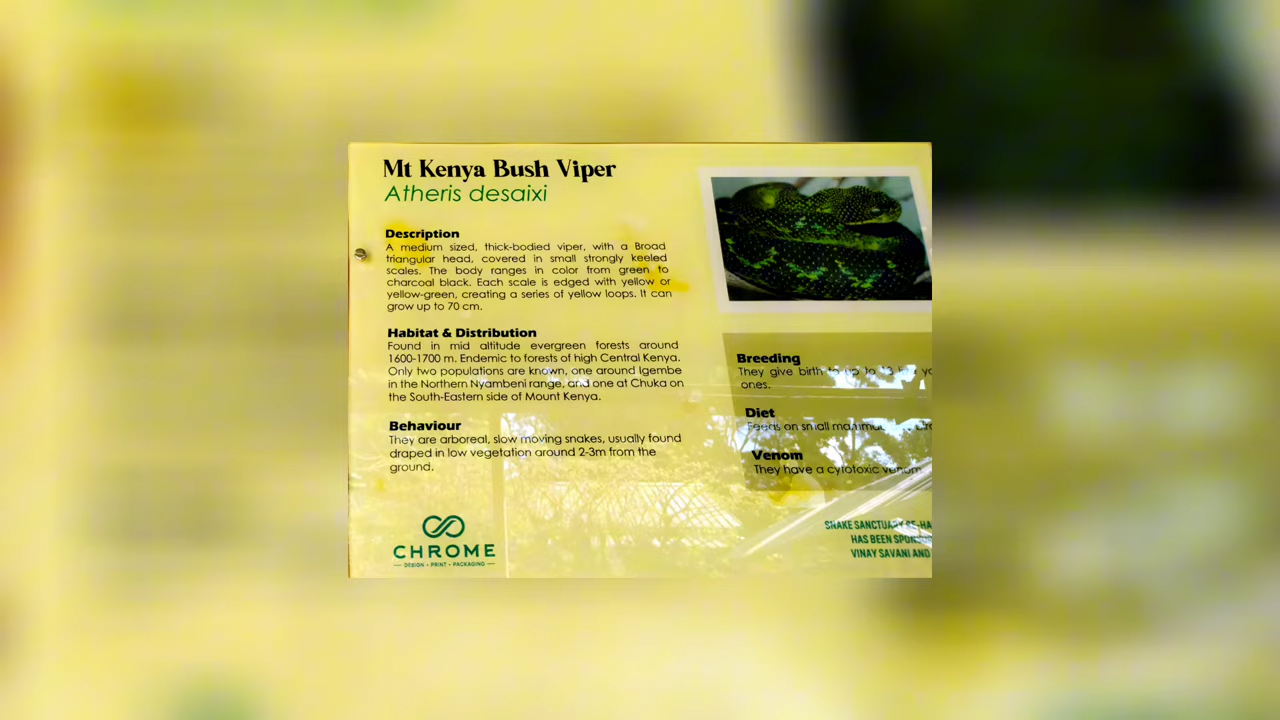 Mt Kenya Bush Viper
Atheris desaixi
Description
A medium sized, thick-bodied viper, with a Broad
triangular head, covered in small strongly keeled
scales. The body ranges in color from green to
charcoal black. Each scale is edged with yellow or
yellow-green, creating a series of yellow loops. It can
grow up to 70 cm.
Habitat & Distribution
Found in mid altitude evergreen forests around
1600-1700 m. Endemic to forests of high Central Kenya.
Only two populations are known, one around Igembe
in the Northern Nyambeni range, and one at Chuka on
the South-Eastern side of Mount Kenya.
Behaviour
They are arboreal, slow moving snakes, usually found
draped in low vegetation around 2-3m from the
ground.
CHROME
DESIGN • PRINT • PACKAGING
Breeding
They give birth to up to 13
ones.
Diet
Feeds on small
Venom
They have a cytotoxic venom
SNAKE SANCTUARY
HAS BEEN
VINAY SAVANI AND